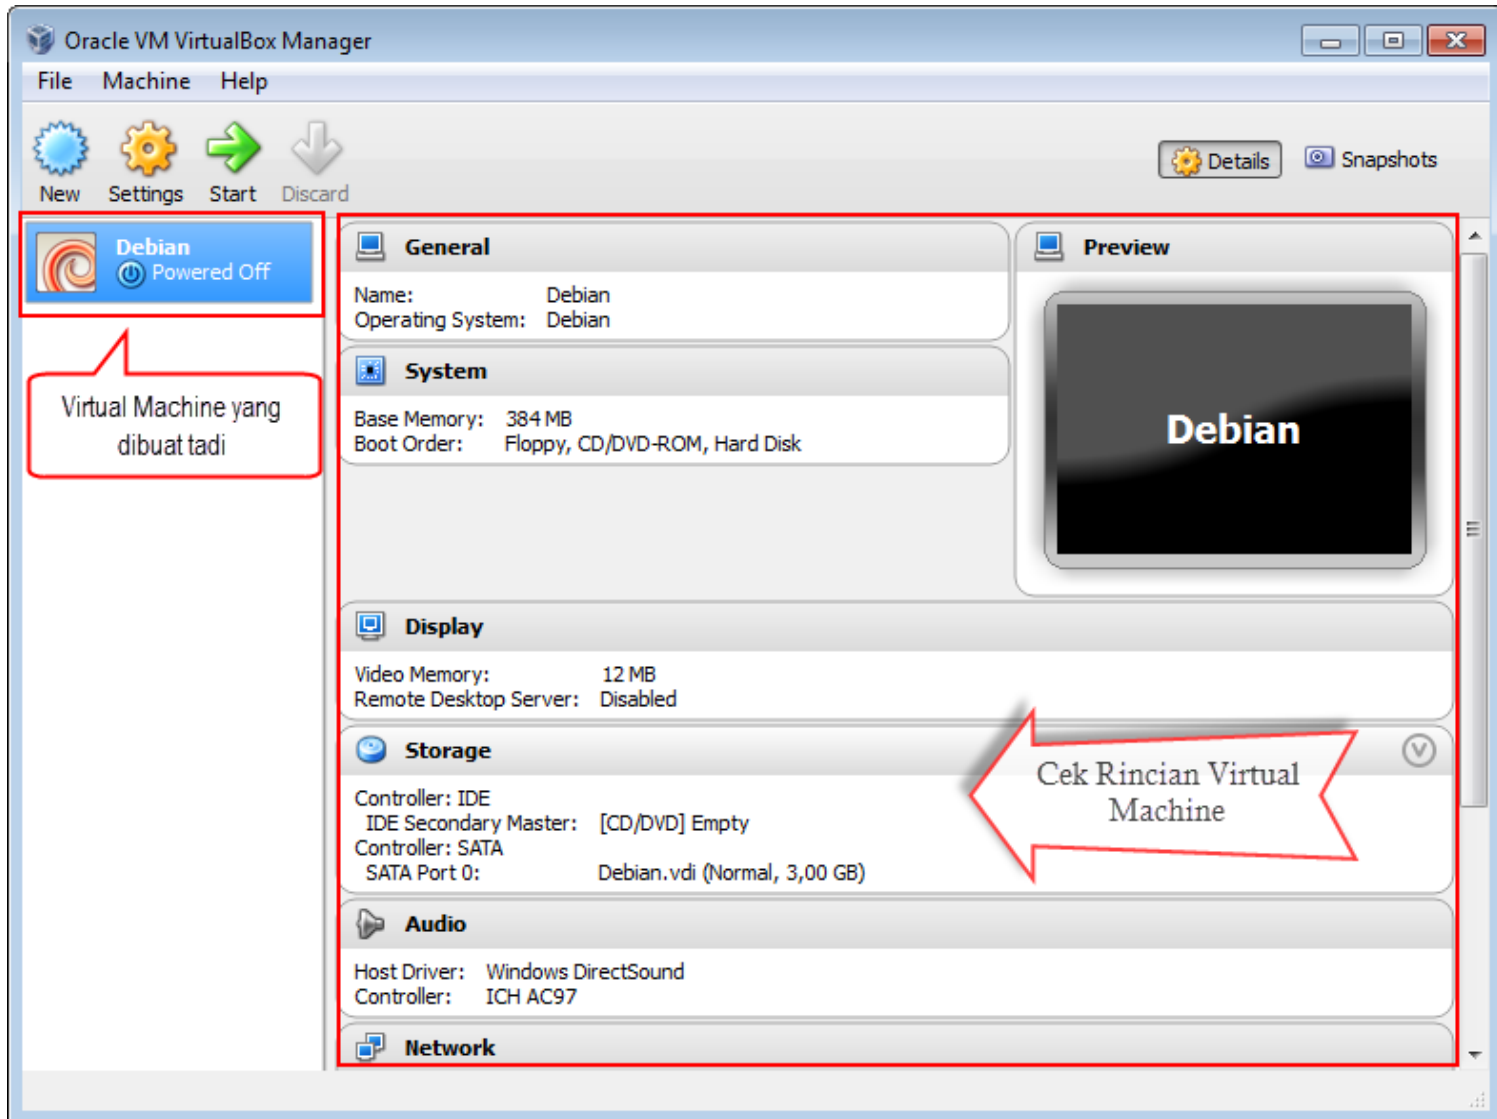 Oracle VM VirtualBox Manager
File Machine Help
New Settings Start Discard
Details Snapshots
Debian
Powered Off
Virtual Machine yang
dibuat tadi
General
Name: Debian
Operating System: Debian
Preview
Debian
System
Base Memory: 384 MB
Boot Order: Floppy, CD/DVD-ROM, Hard Disk
Display
Video Memory: 12 MB
Remote Desktop Server: Disabled
Storage
Controller: IDE
IDE Secondary Master: [CD/DVD] Empty
Controller: SATA
SATA Port 0: Debian.vdi (Normal, 3,00 GB)
Cek Rincian Virtual
Machine
Audio
Host Driver: Windows DirectSound
Controller: ICH AC97
Network